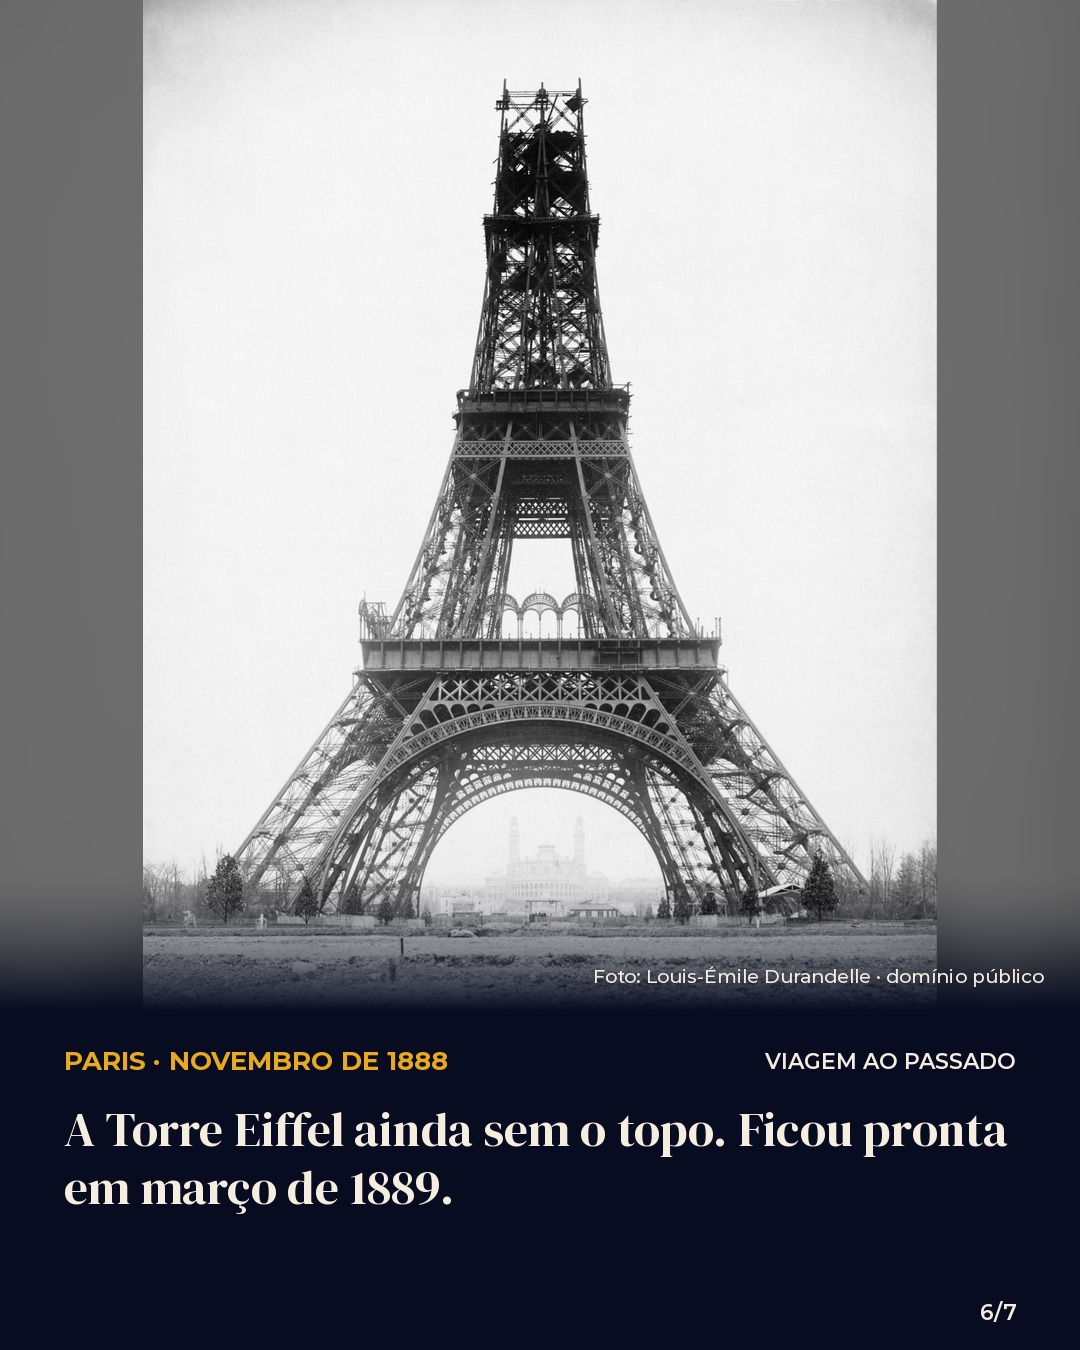 Foto: Louis-Émile Durandelle · domínio público
PARIS · NOVEMBRO DE 1888
VIAGEM AO PASSADO
A Torre Eiffel ainda sem o topo. Ficou pronta
em março de 1889.
6/7